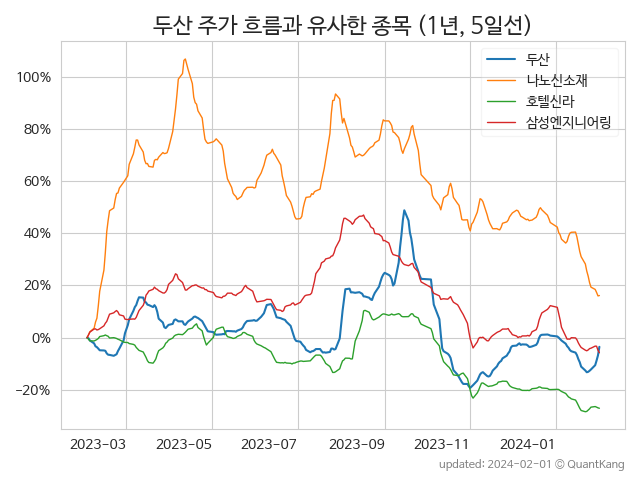 두산 주가 흐름과 유사한 종목 (1년, 5일선)
두산
나노신소재
호텔신라
삼성엔지니어링
100%
80%
60%
40%
20%
0%
−20%
2023-03
2023-05
2023-07
2023-09
2023-11
2024-01
updated: 2024-02-01 © QuantKang